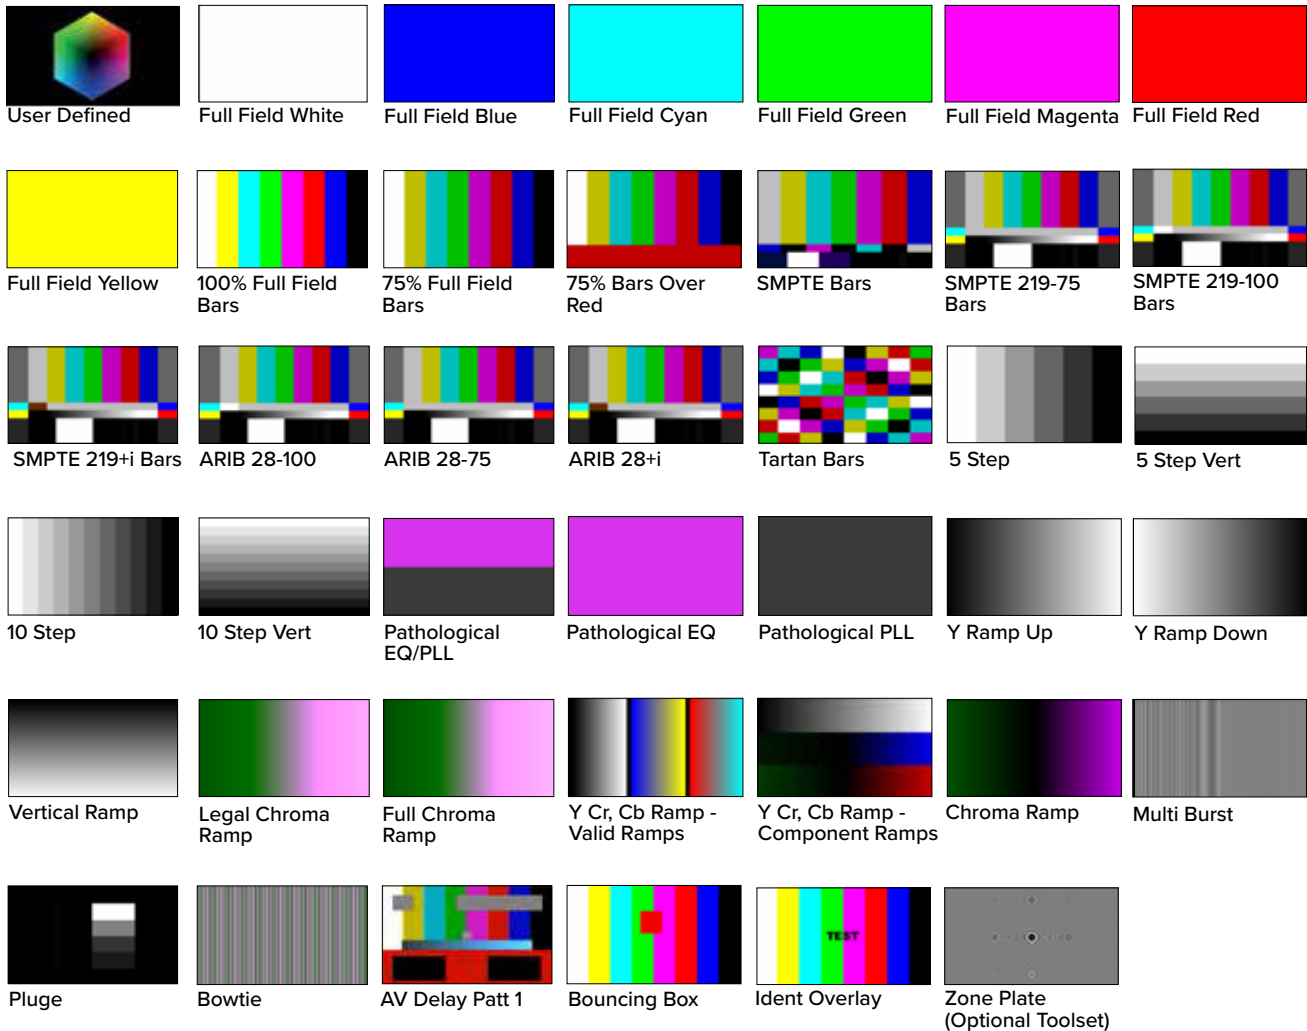 User Defined
Full Field White
Full Field Blue
Full Field Cyan
Full Field Green
Full Field Magenta
Full Field Red
Full Field Yellow
100% Full Field
Bars
75% Full Field
Bars
75% Bars Over
Red
SMPTE Bars
SMPTE 219-75
Bars
SMPTE 219-100
Bars
SMPTE 219+i Bars
ARIB 28-100
ARIB 28-75
ARIB 28+i
Tartan Bars
5 Step
5 Step Vert
10 Step
10 Step Vert
Pathological
EQ/PLL
Pathological EQ
Pathological PLL
Y Ramp Up
Y Ramp Down
Vertical Ramp
Legal Chroma
Ramp
Full Chroma
Ramp
Y Cr, Cb Ramp -
Valid Ramps
Y Cr, Cb Ramp -
Component Ramps
Chroma Ramp
Multi Burst
Pluge
Bowtie
AV Delay Patt 1
Bouncing Box
TEST
Ident Overlay
Zone Plate
(Optional Toolset)